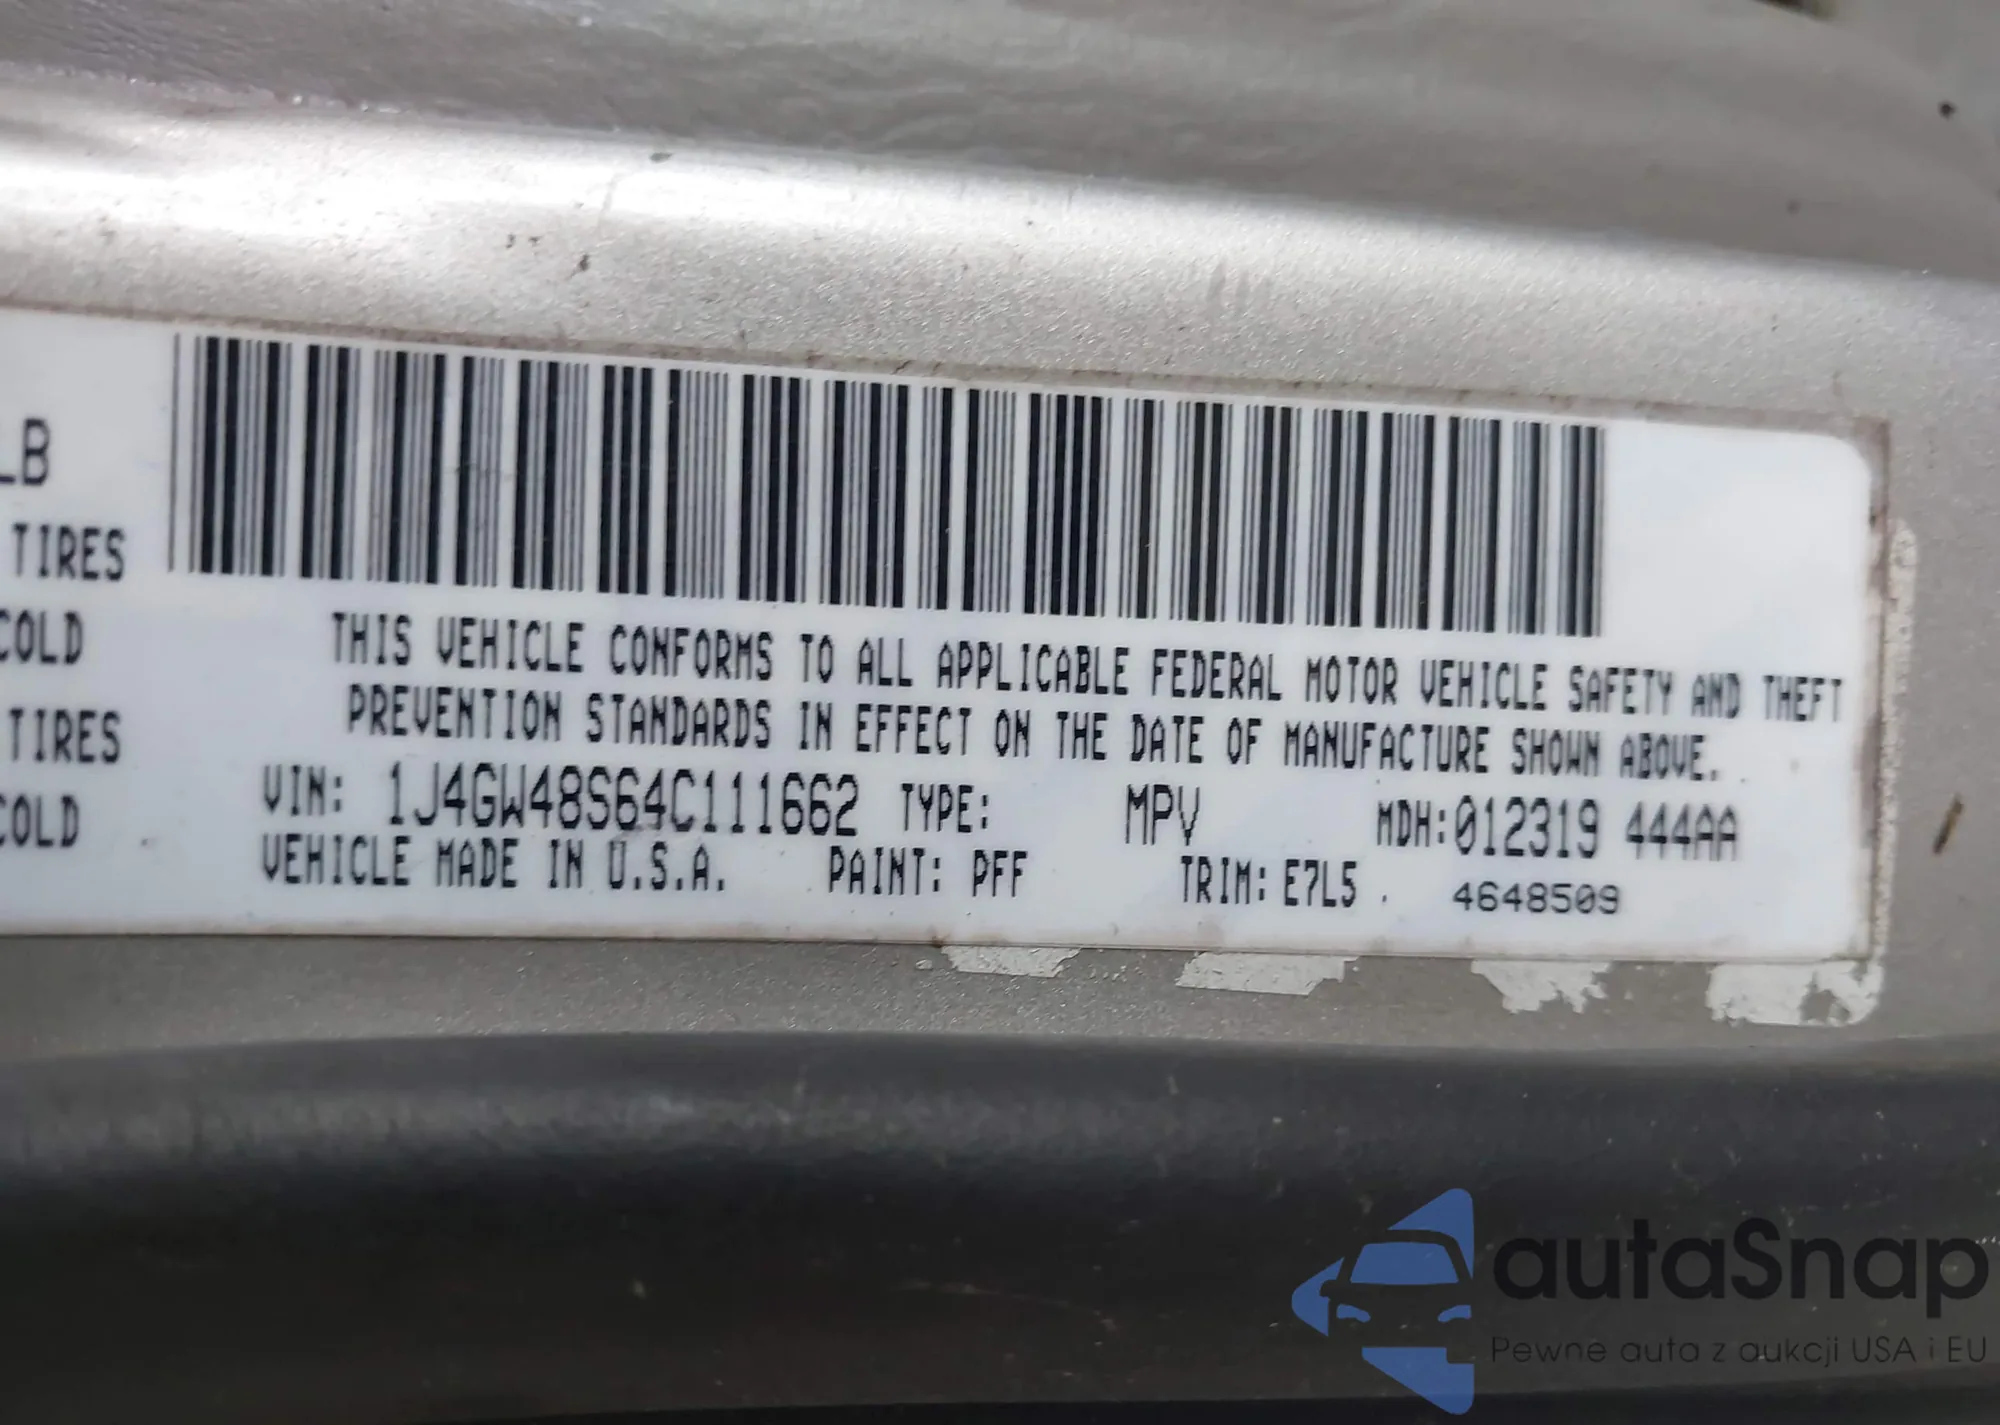 LB
TIRES
COLD
TIRES
COLD
THIS VEHICLE CONFORMS TO ALL APPLICABLE FEDERAL MOTOR VEHICLE SAFETY AND THEFT
PREVENTION STANDARDS IN EFFECT ON THE DATE OF MANUFACTURE SHOWN ABOVE.
VIN: 1J4GW48S64C111662 TYPE: MPV MDH:012319 444AA
VEHICLE MADE IN U.S.A. PAINT: PFF TRIM: E7L5 . 4648509
autaSnap
Pewne auta z aukcji USA i EU